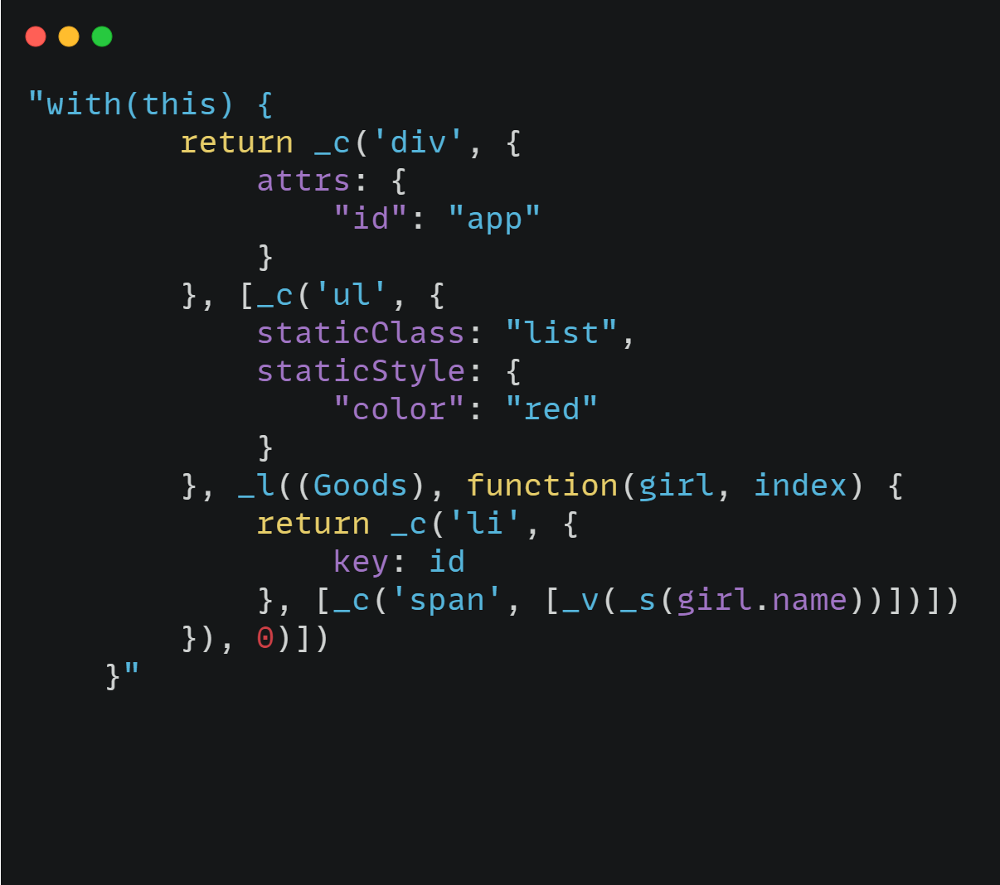 "with(this) {
        return _c('div', {
            attrs: {
                "id": "app"
            }
        }, [_c('ul', {
            staticClass: "list",
            staticStyle: {
                "color": "red"
            }
        }, _l((Goods), function(girl, index) {
            return _c('li', {
                key: id
            }, [_c('span', [_v(_s(girl.name))])])
        }), 0)])
    }"